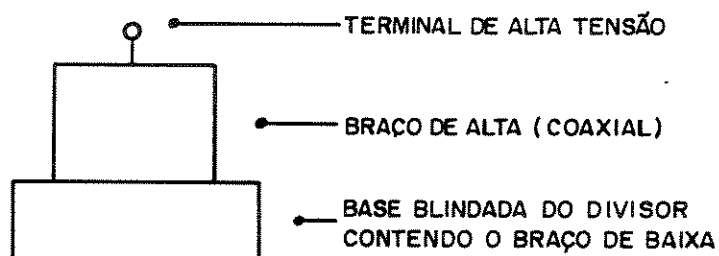 TERMINAL DE ALTA TENSÃO
BRAÇO DE ALTA (COAXIAL)
BASE BLINDADA DO DIVISOR
CONTENDO O BRAÇO DE BAIXA